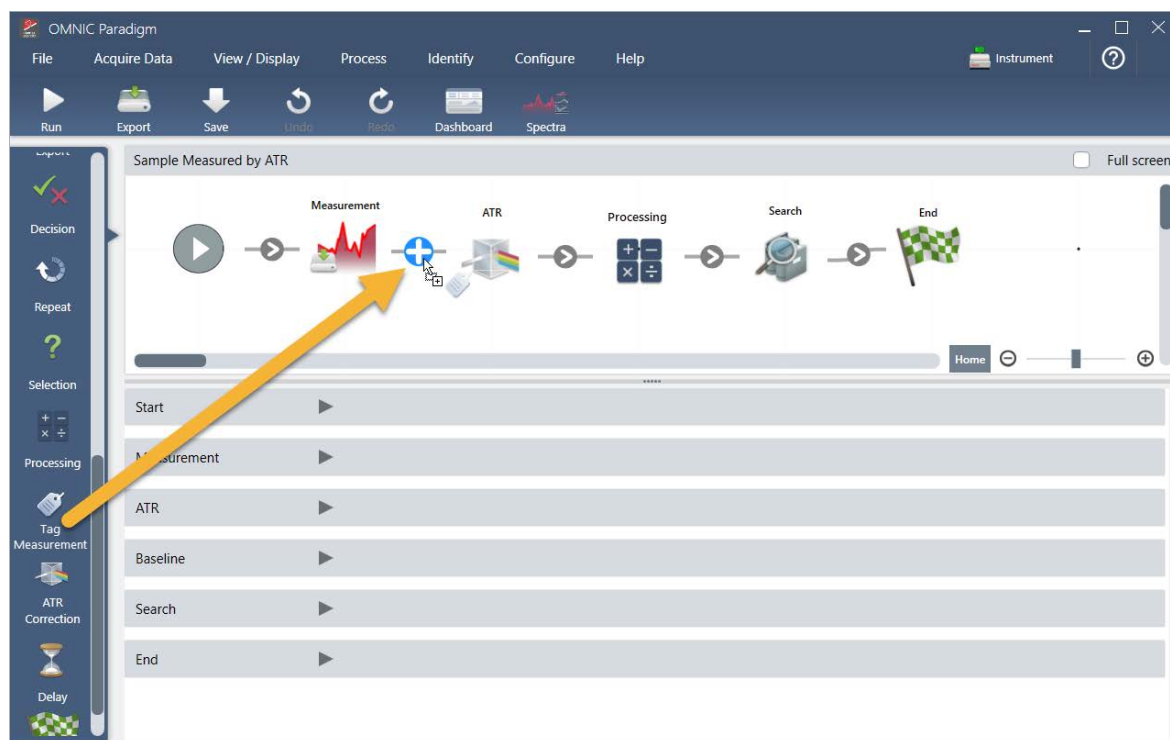 OMNIC Paradigm
File Acquire Data View / Display Process Identify Configure Help Instrument
Run Export Save Undo Redo Dashboard Spectra
Export
Decision
Repeat
Selection
Processing
Tag
Measurement
ATR
Correction
Delay
Sample Measured by ATR Full screen
Measurement ATR Processing Search End
Home
Start
Measurement
ATR
Baseline
Search
End